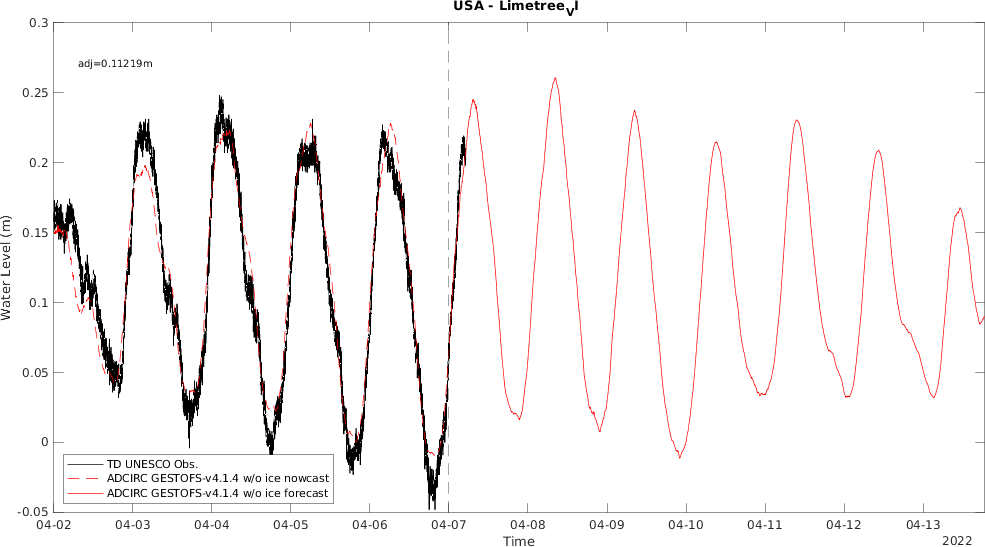 USA - Limetree_VI
0.3
0.25
0.2
0.15
0.1
0.05
0
-0.05
Water Level (m)
adj=0.11219m
TD UNESCO Obs.
ADCIRC GESTOFS-v4.1.4 w/o ice nowcast
ADCIRC GESTOFS-v4.1.4 w/o ice forecast
04-02 04-03 04-04 04-05 04-06 04-07 04-08 04-09 04-10 04-11 04-12 04-13
Time
2022